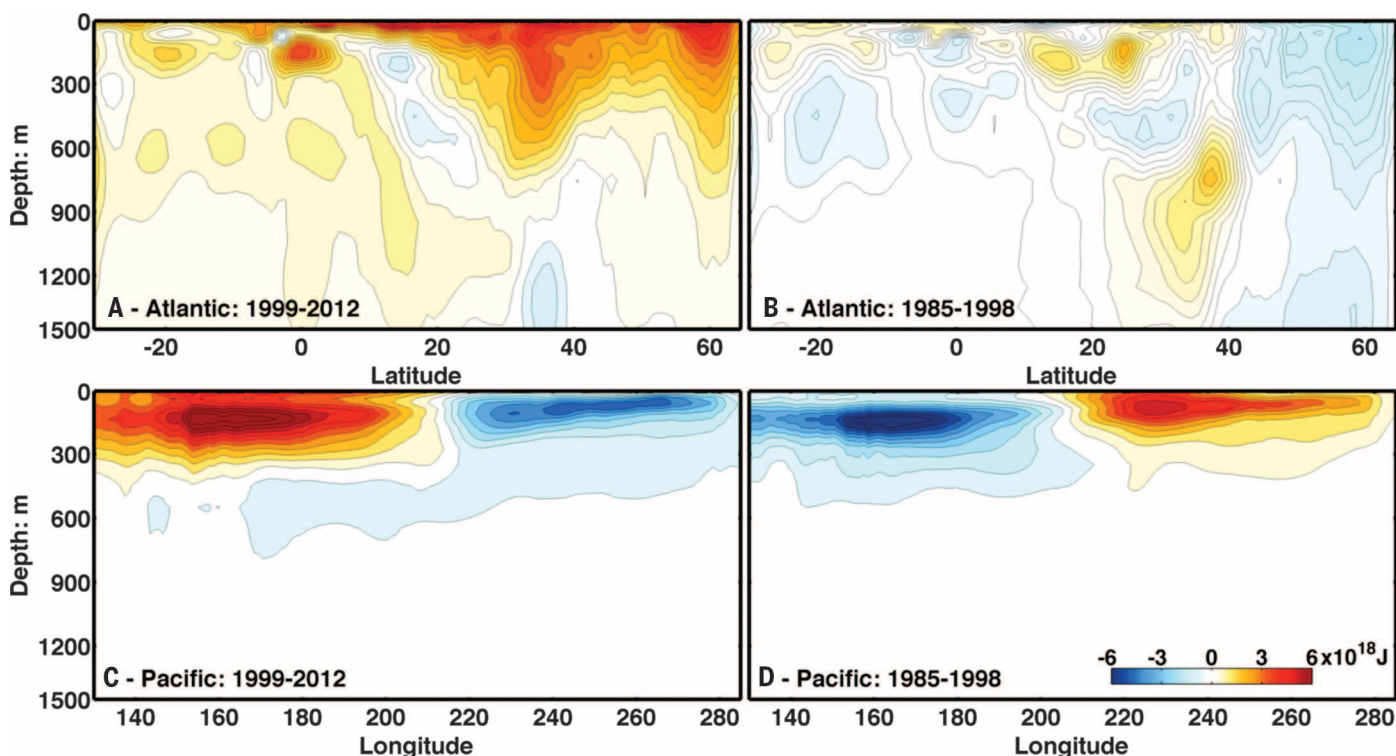 0
300
600
900
1200
1500
Depth: m
A - Atlantic: 1999-2012
-20 0 20 40 60
Latitude
B - Atlantic: 1985-1998
-20 0 20 40 60
Latitude
0
300
600
900
1200
1500
Depth: m
C - Pacific: 1999-2012
140 160 180 200 220 240 260 280
Longitude
-6 -3 0 3 6x10¹⁸J
D - Pacific: 1985-1998
140 160 180 200 220 240 260 280
Longitude